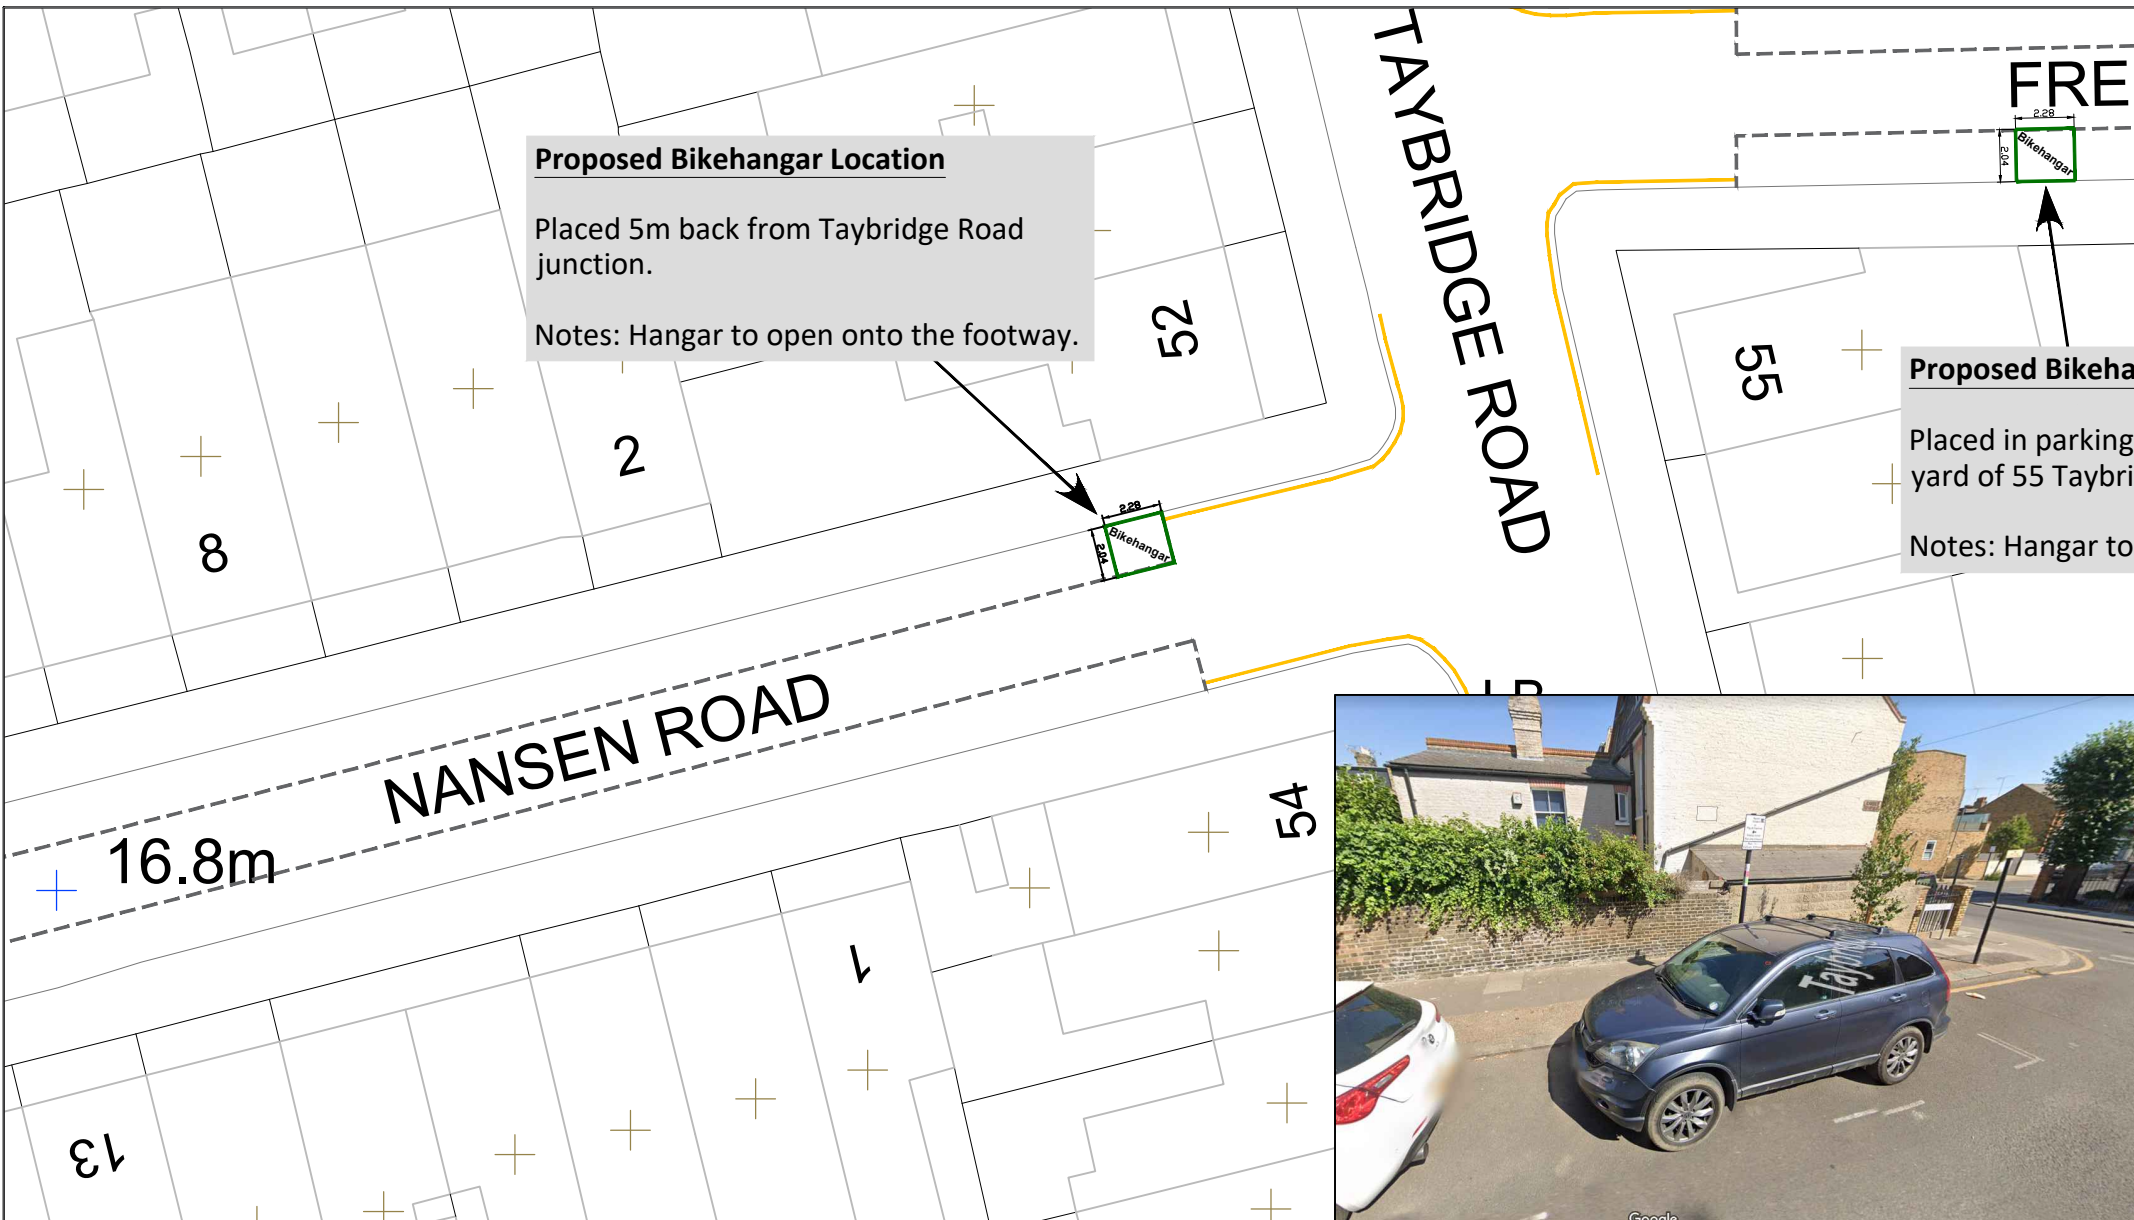 TAYBRIDGE ROAD
FRE
2.28
2.04
Bikehangar
Proposed Bikehangar Location
Placed 5m back from Taybridge Road
junction.
Notes: Hangar to open onto the footway.
52
55
Proposed Bikeha
Placed in parking
yard of 55 Taybri
Notes: Hangar to
2
8
2.28
2.04
Bikehangar
NANSEN ROAD
16.8m
54
1
13
Google